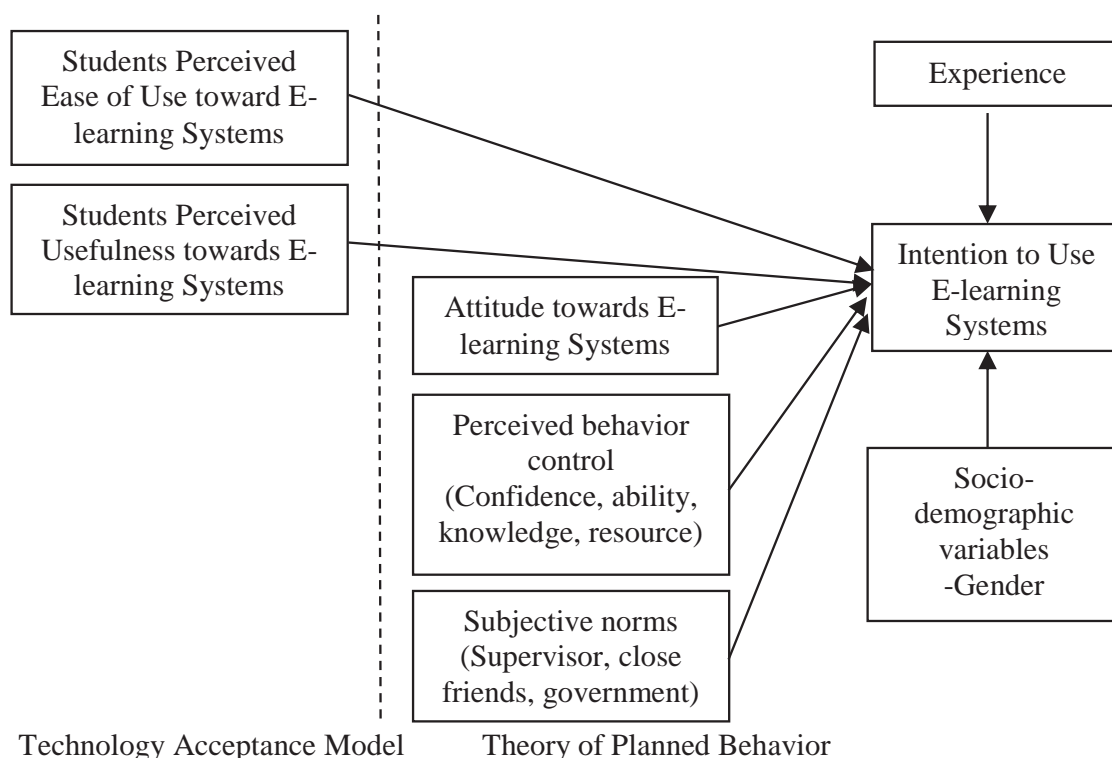 Students Perceived
Ease of Use toward E-
learning Systems
Students Perceived
Usefulness towards E-
learning Systems
Attitude towards E-
learning Systems
Perceived behavior
control
(Confidence, ability,
knowledge, resource)
Subjective norms
(Supervisor, close
friends, government)
Experience
Intention to Use
E-learning
Systems
Socio-
demographic
variables
-Gender
Technology Acceptance Model
Theory of Planned Behavior